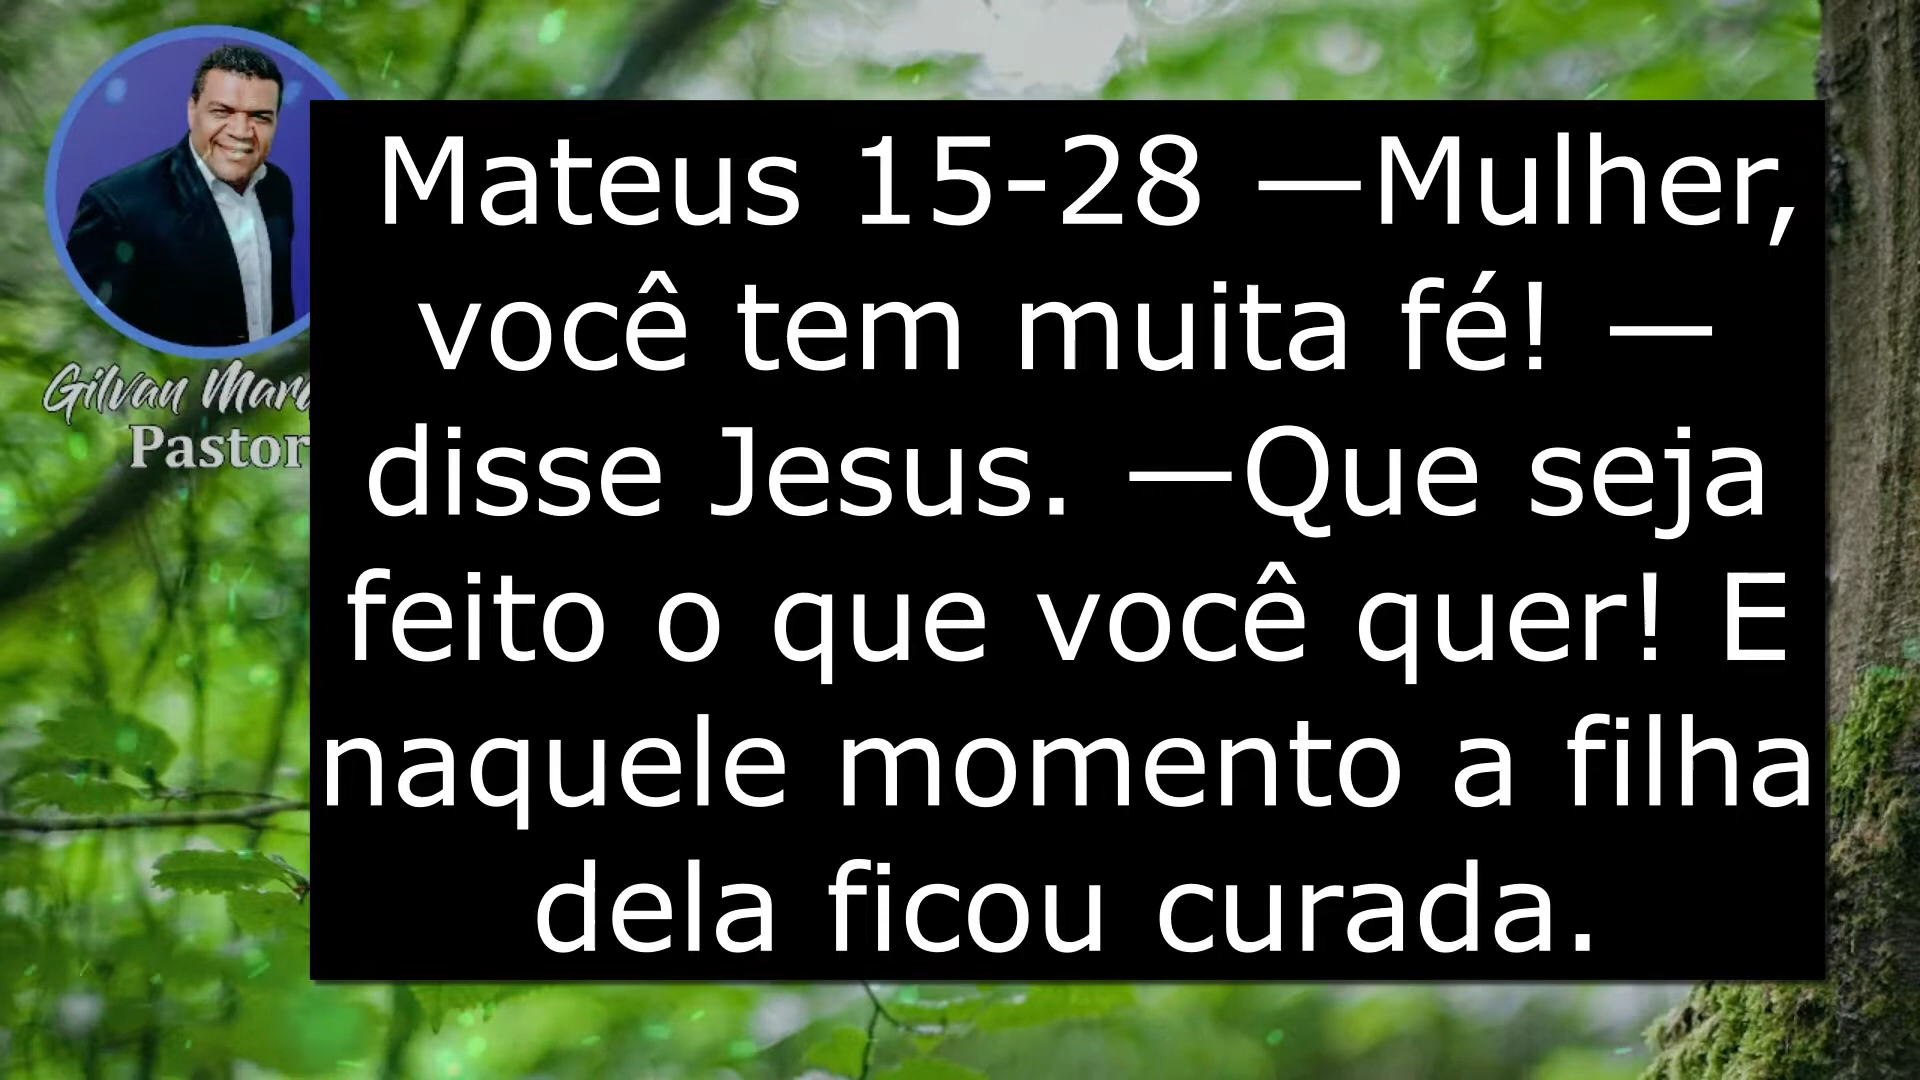 Mateus 15-28 —Mulher,
você tem muita fé! —
disse Jesus. —Que seja
feito o que você quer! E
naquele momento a filha
dela ficou curada.
Gilvan
Pastor